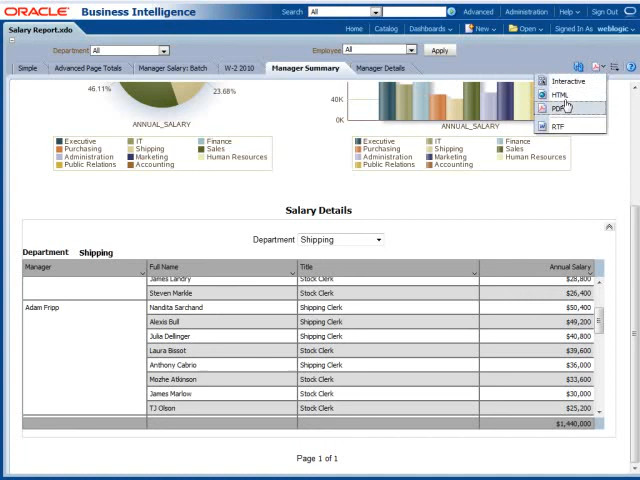 ORACLE Business Intelligence Search All Advanced Administration Help Sign Out
Salary Report.xdo Home Catalog Dashboards New Open Signed In As weblogic
Department All Employee All Apply
Simple Advanced Page Totals Manager Salary: Batch W-2 2010 Manager Summary Manager Details
Interactive
HTML
PDF
RTF
46.11% 23.68%
40K
0K
ANNUAL_SALARY ANNUAL_SALARY
Executive IT Finance Executive IT Finance
Purchasing Shipping Sales Purchasing Shipping Sales
Administration Marketing Human Resources Administration Marketing Human Resources
Public Relations Accounting Public Relations Accounting
Salary Details
Department Shipping
Department Shipping
Manager Full Name Title Annual Salary
James Landry Stock Clerk $28,800
Steven Markle Stock Clerk $26,400
Adam Fripp Nandita Sarchand Shipping Clerk $50,400
Alexis Bull Shipping Clerk $49,200
Julia Dellinger Shipping Clerk $40,800
Laura Bissot Stock Clerk $39,600
Anthony Cabrio Shipping Clerk $36,000
Mozhe Atkinson Stock Clerk $33,600
James Marlow Stock Clerk $30,000
TJ Olson Stock Clerk $25,200
$1,440,000
Page 1 of 1